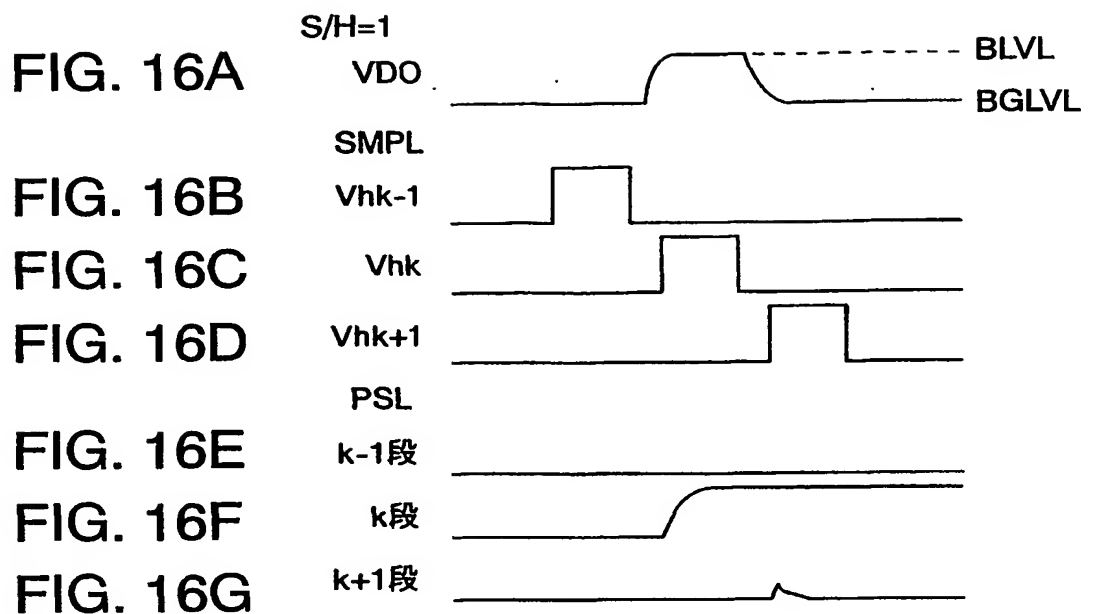 S/H=1
FIG. 16A VDO BLVL
BGLVL
SMPL
FIG. 16B Vhk-1
FIG. 16C Vhk
FIG. 16D Vhk+1
PSL
FIG. 16E k-1段
FIG. 16F k段
FIG. 16G k+1段